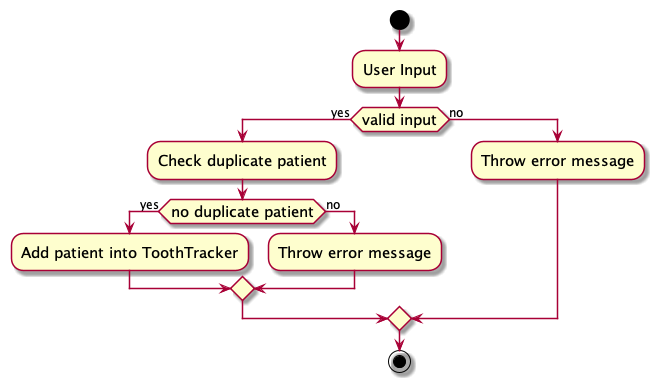 User Input
yes
valid input
no
Check duplicate patient
Throw error message
yes
no duplicate patient
no
Add patient into ToothTracker
Throw error message